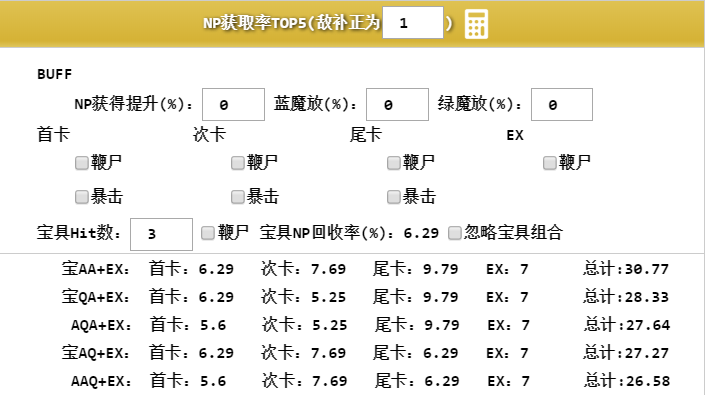 NP获取率TOP5(敌补正为 1 )
BUFF
NP获得提升(%): 0 蓝魔放(%): 0 绿魔放(%): 0
首卡 次卡 尾卡 EX
鞭尸 鞭尸 鞭尸 鞭尸
暴击 暴击 暴击
宝具Hit数: 3 鞭尸 宝具NP回收率(%): 6.29 忽略宝具组合
宝AA+EX: 首卡: 6.29 次卡: 7.69 尾卡: 9.79 EX: 7 总计:30.77
宝QA+EX: 首卡: 6.29 次卡: 5.25 尾卡: 9.79 EX: 7 总计:28.33
AQA+EX: 首卡: 5.6 次卡: 5.25 尾卡: 9.79 EX: 7 总计:27.64
宝AQ+EX: 首卡: 6.29 次卡: 7.69 尾卡: 6.29 EX: 7 总计:27.27
AAQ+EX: 首卡: 5.6 次卡: 7.69 尾卡: 6.29 EX: 7 总计:26.58